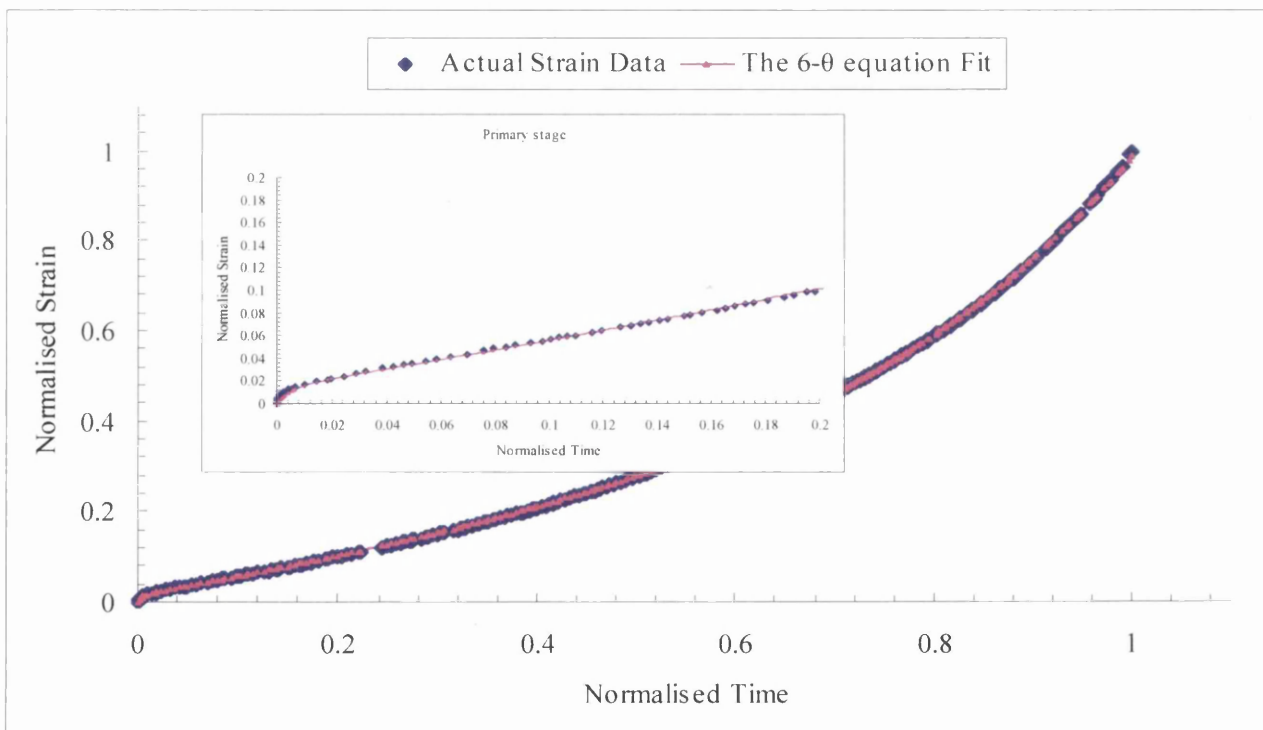 Actual Strain Data
The 6-θ equation Fit
Primary stage
Normalised Strain
0.2
0.18
0.16
0.14
0.12
0.1
0.08
0.06
0.04
0.02
0
0 0.02 0.04 0.06 0.08 0.1 0.12 0.14 0.16 0.18 0.2
Normalised Time
Normalised Strain
1
0.8
0.6
0.4
0.2
0
0 0.2 0.4 0.6 0.8 1
Normalised Time